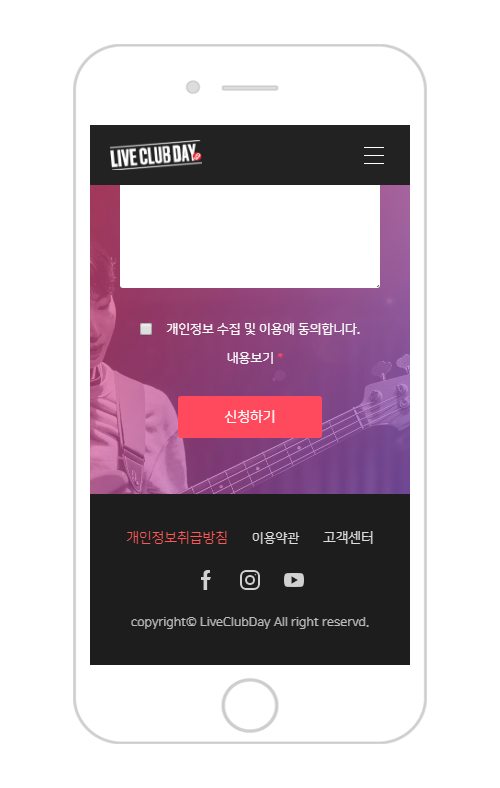 LIVE CLUB DAY
개인정보 수집 및 이용에 동의합니다.
내용보기 *
신청하기
개인정보취급방침 이용약관 고객센터
copyright© LiveClubDay All right reservd.